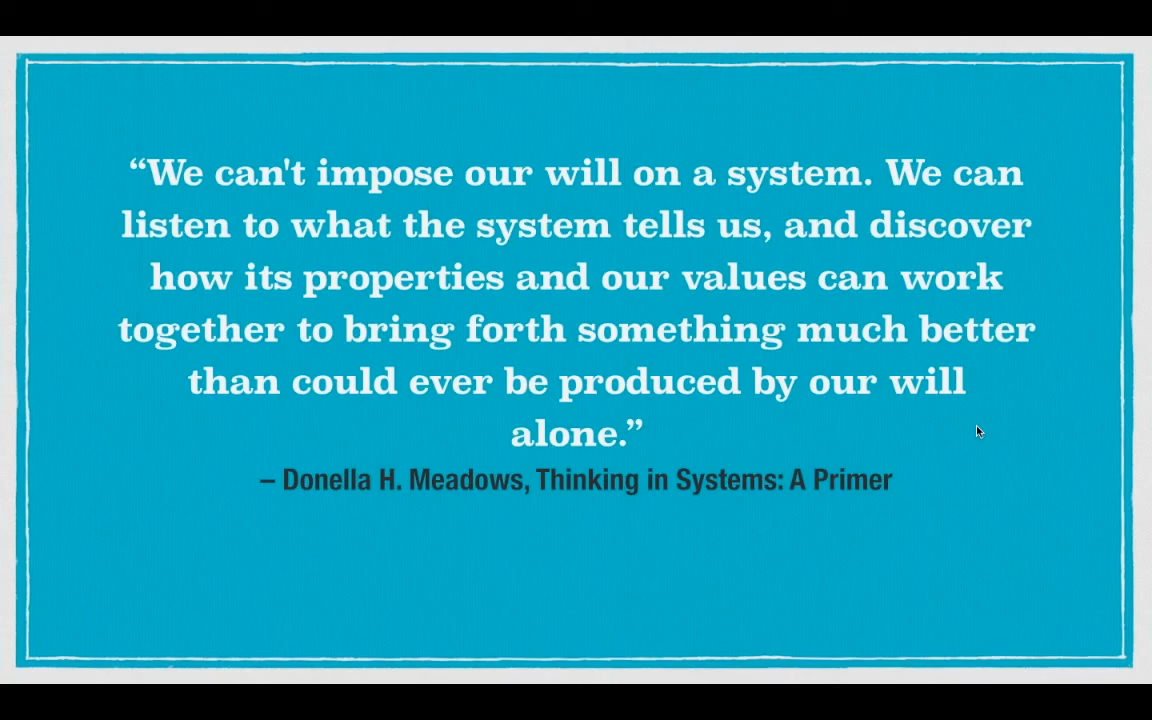 “We can't impose our will on a system. We can
listen to what the system tells us, and discover
how its properties and our values can work
together to bring forth something much better
than could ever be produced by our will
alone.”
– Donella H. Meadows, Thinking in Systems: A Primer